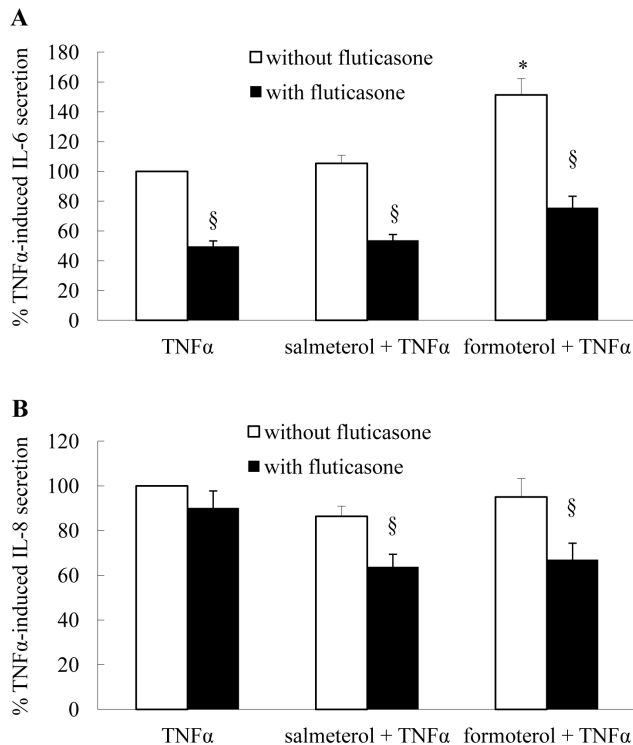 A
% TNFα-induced IL-6 secretion
180
160
140
120
100
80
60
40
20
0
without fluticasone
with fluticasone
§
§
*
§
TNFα
salmeterol + TNFα
formoterol + TNFα
B
% TNFα-induced IL-8 secretion
120
100
80
60
40
20
0
without fluticasone
with fluticasone
§
§
TNFα
salmeterol + TNFα
formoterol + TNFα